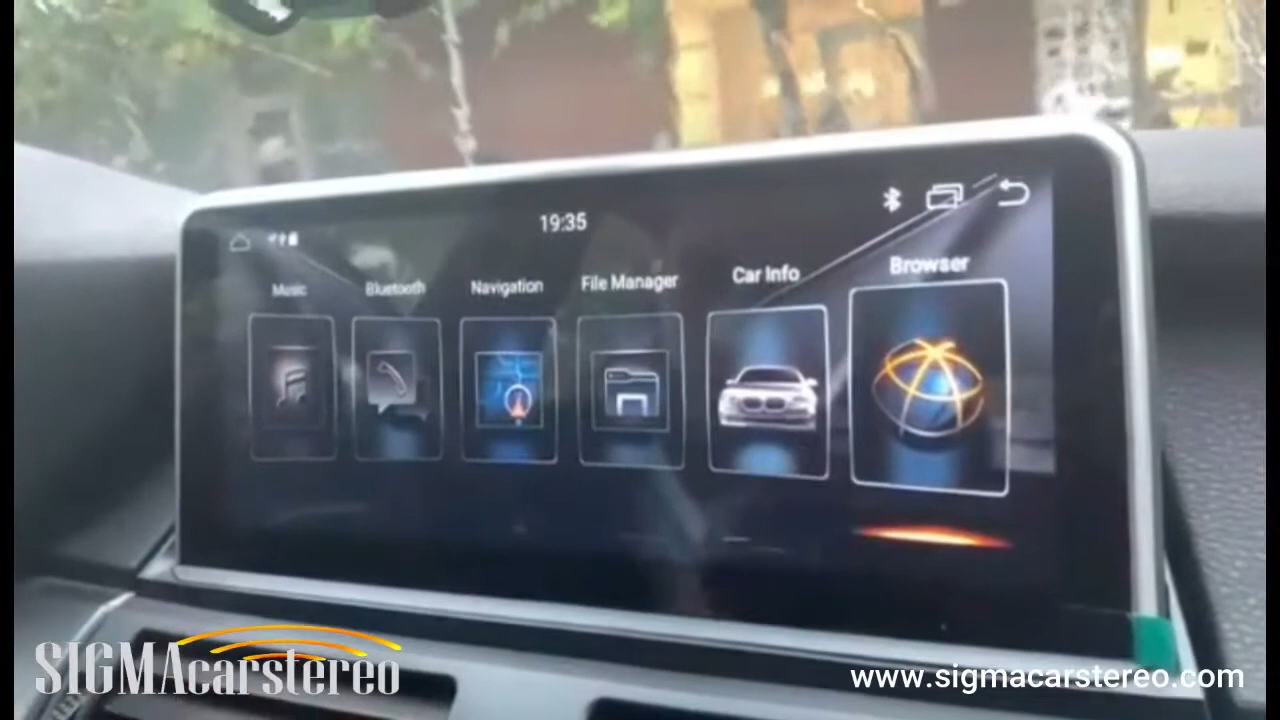 19:35
Music
Bluetooth
Navigation
File Manager
Car Info
Browser
SIGMAcarstereo
www.sigmacarstereo.com